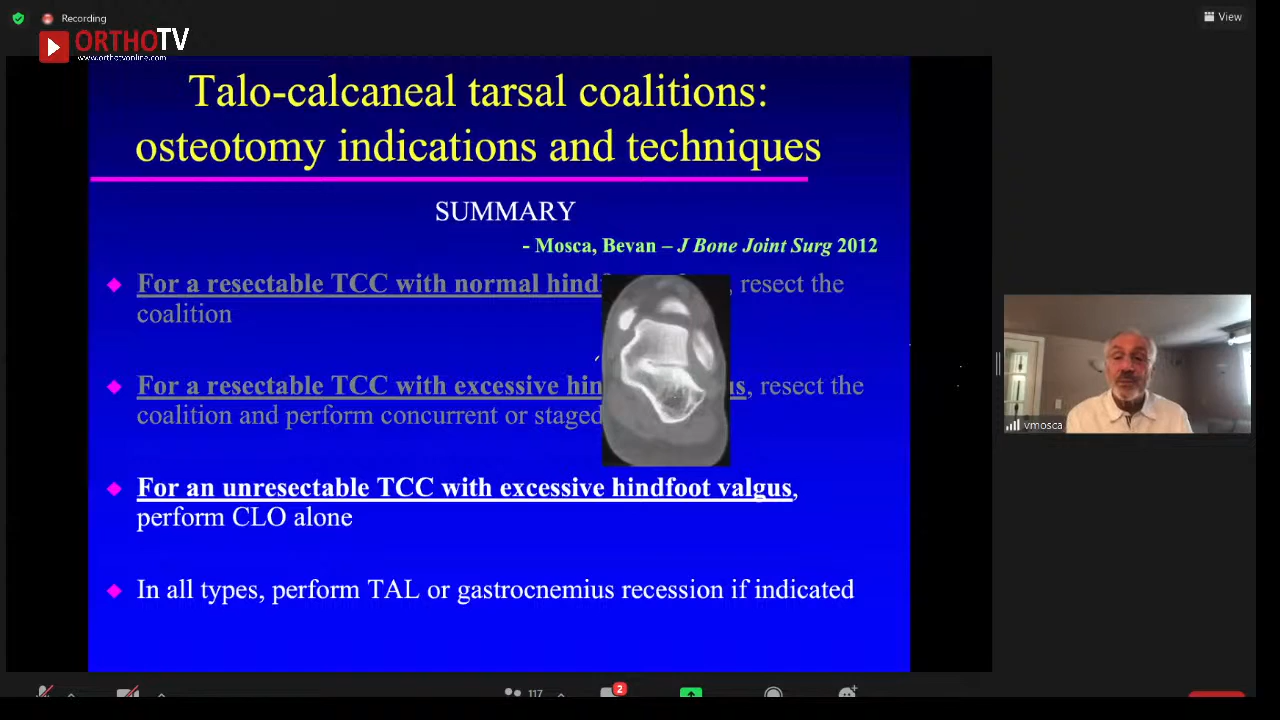 Recording
View
ORTHOTV
www.orthotvonline.com
Talo-calcaneal tarsal coalitions:
osteotomy indications and techniques
SUMMARY
- Mosca, Bevan – J Bone Joint Surg 2012
For a resectable TCC with normal , resect the
coalition
For a resectable TCC with excessive , resect the
coalition and perform concurrent or staged
vmosca
For an unresectable TCC with excessive hindfoot valgus,
perform CLO alone
In all types, perform TAL or gastrocnemius recession if indicated
117
2